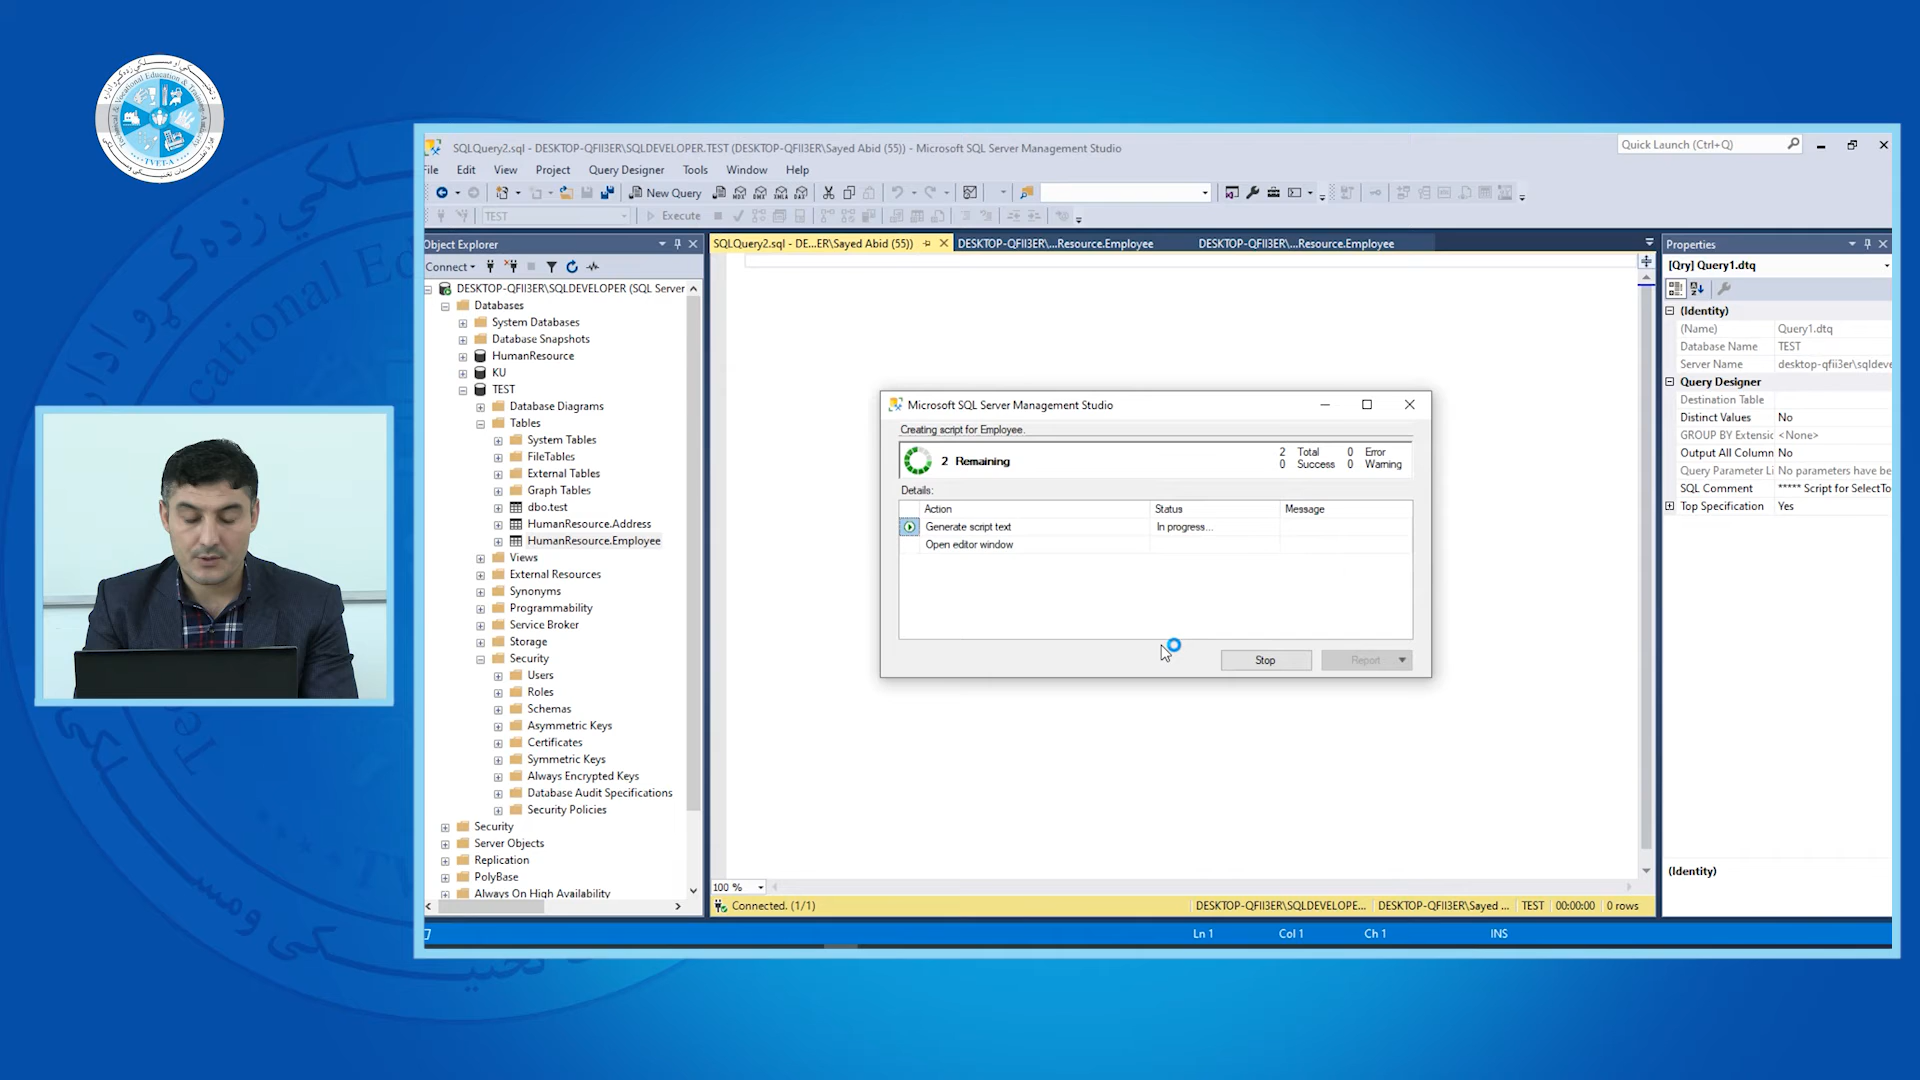 Technical & Vocational Education & Training Authority
TVET-A
SQLQuery2.sql - DESKTOP-QFII3ER\SQLDEVELOPER.TEST (DESKTOP-QFII3ER\Sayed Abid (55)) - Microsoft SQL Server Management Studio
Quick Launch (Ctrl+Q)
File Edit View Project Query Designer Tools Window Help
New Query
TEST Execute
Object Explorer
SQLQuery2.sql - DE...ER\Sayed Abid (55)) DESKTOP-QFII3ER\...Resource.Employee DESKTOP-QFII3ER\...Resource.Employee
Connect
DESKTOP-QFII3ER\SQLDEVELOPER (SQL Server
Databases
System Databases
Database Snapshots
HumanResource
KU
TEST
Database Diagrams
Tables
System Tables
FileTables
External Tables
Graph Tables
dbo.test
HumanResource.Address
HumanResource.Employee
Views
External Resources
Synonyms
Programmability
Service Broker
Storage
Security
Users
Roles
Schemas
Asymmetric Keys
Certificates
Symmetric Keys
Always Encrypted Keys
Database Audit Specifications
Security Policies
Security
Server Objects
Replication
PolyBase
Always On High Availability
Microsoft SQL Server Management Studio
Creating script for Employee.
2 Remaining
2 Total 0 Error
0 Success 0 Warning
Details:
Action Status Message
Generate script text In progress...
Open editor window
Stop Report
100 %
Connected. (1/1) DESKTOP-QFII3ER\SQLDEVELOPE... DESKTOP-QFII3ER\Sayed ... TEST 00:00:00 0 rows
Ln 1 Col 1 Ch 1 INS
Properties
[Qry] Query1.dtq
(Identity)
(Name) Query1.dtq
Database Name TEST
Server Name desktop-qfii3er\sqldeve
Query Designer
Destination Table
Distinct Values No
GROUP BY Extensic <None>
Output All Column No
Query Parameter Li No parameters have be
SQL Comment ***** Script for SelectTo
Top Specification Yes
(Identity)